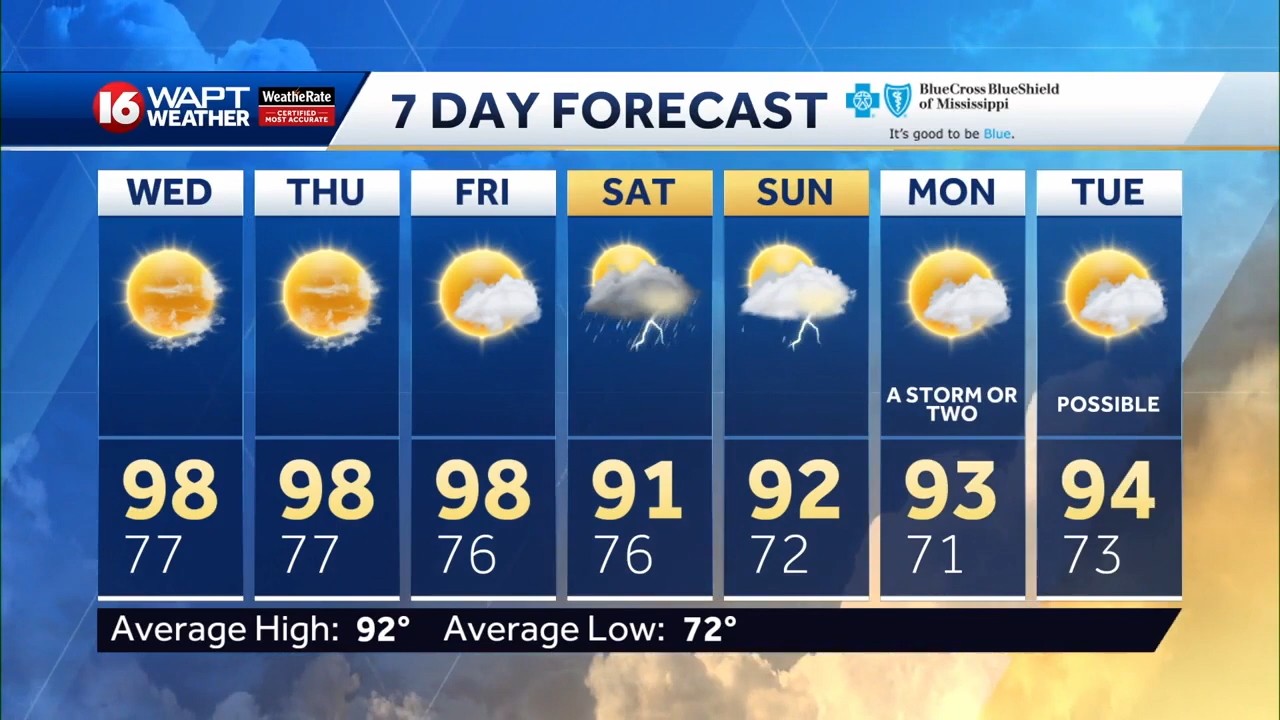 16 WAPT WEATHER
WeatheRate
CERTIFIED
MOST ACCURATE
7 DAY FORECAST
BlueCross BlueShield
of Mississippi
It's good to be Blue.
WED THU FRI SAT SUN MON TUE
A STORM OR
TWO
POSSIBLE
98 98 98 91 92 93 94
77 77 76 76 72 71 73
Average High: 92° Average Low: 72°